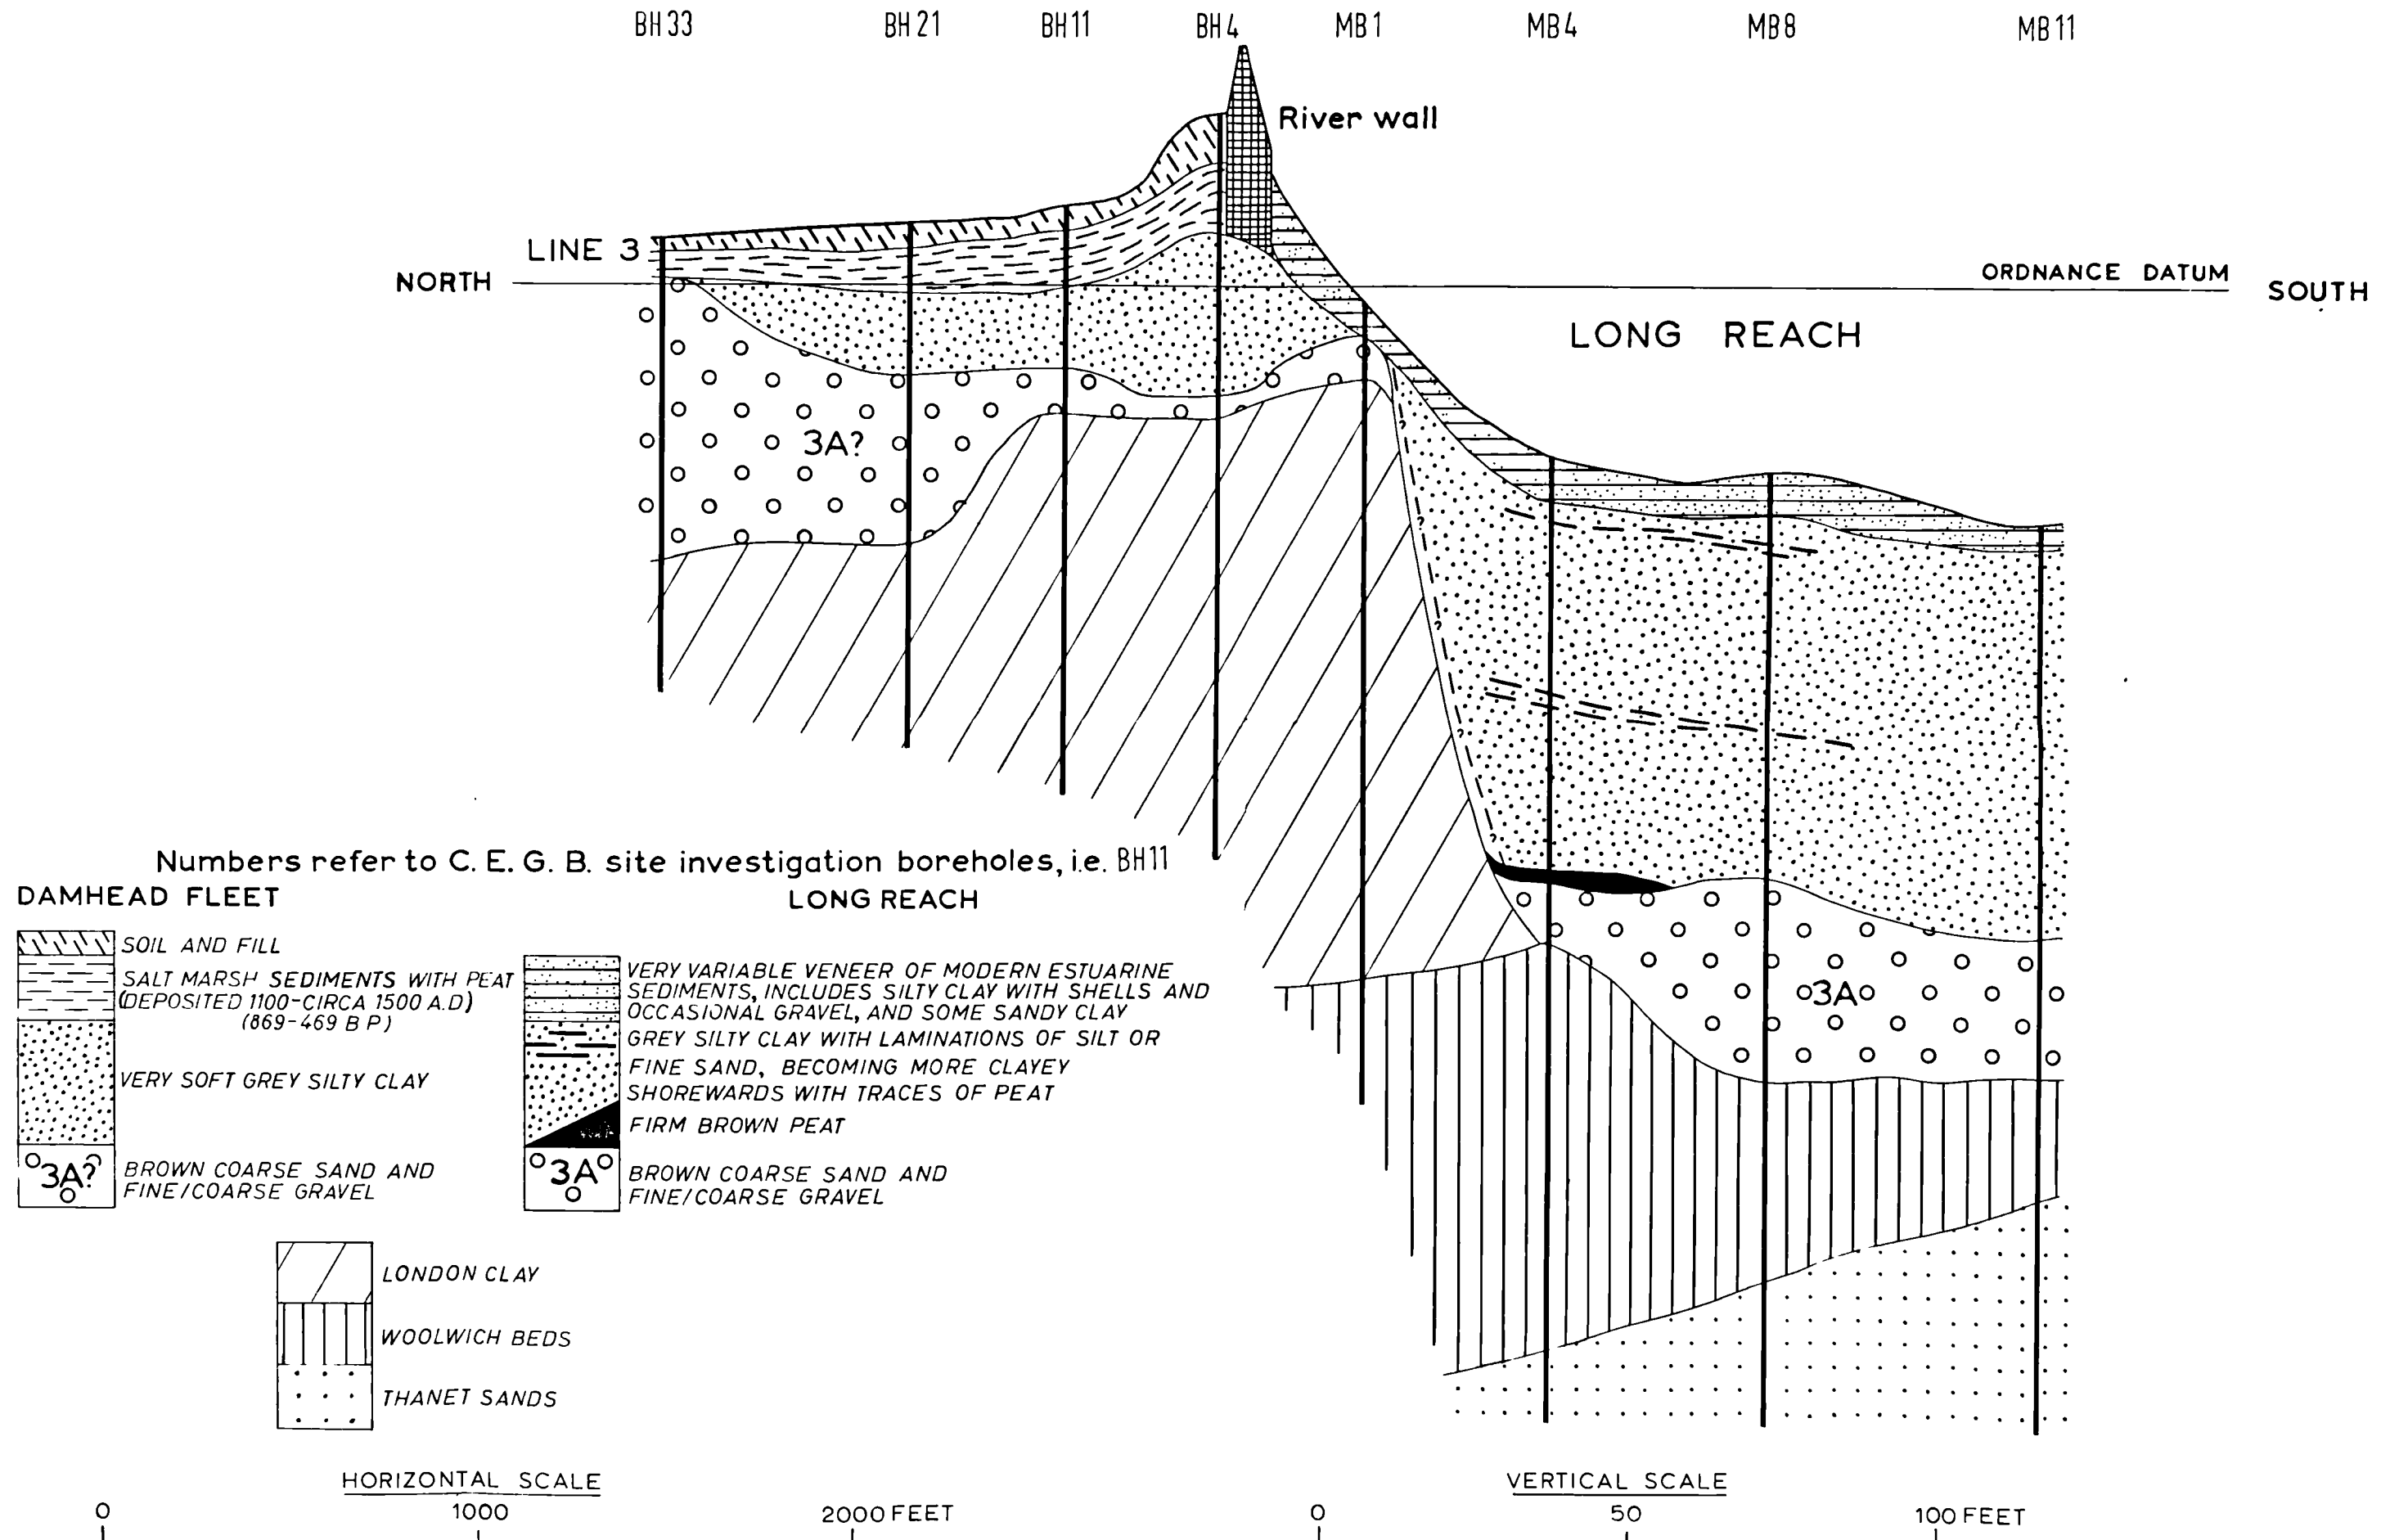 BH 33 BH 21 BH 11 BH 4 MB 1 MB 4 MB 8 MB 11
River wall
LINE 3
NORTH
ORDNANCE DATUM
SOUTH
LONG REACH
3A?
? ? ? ? ?
3A
Numbers refer to C. E. G. B. site investigation boreholes, i.e. BH11
DAMHEAD FLEET
SOIL AND FILL
SALT MARSH SEDIMENTS WITH PEAT
(DEPOSITED 1100-CIRCA 1500 A.D)
(869-469 B P)
VERY SOFT GREY SILTY CLAY
3A?
BROWN COARSE SAND AND
FINE/COARSE GRAVEL
LONG REACH
VERY VARIABLE VENEER OF MODERN ESTUARINE
SEDIMENTS, INCLUDES SILTY CLAY WITH SHELLS AND
OCCASIONAL GRAVEL, AND SOME SANDY CLAY
GREY SILTY CLAY WITH LAMINATIONS OF SILT OR
FINE SAND, BECOMING MORE CLAYEY
SHOREWARDS WITH TRACES OF PEAT
FIRM BROWN PEAT
3A
BROWN COARSE SAND AND
FINE/COARSE GRAVEL
LONDON CLAY
WOOLWICH BEDS
THANET SANDS
HORIZONTAL SCALE
0 1000 2000 FEET
VERTICAL SCALE
0 50 100 FEET